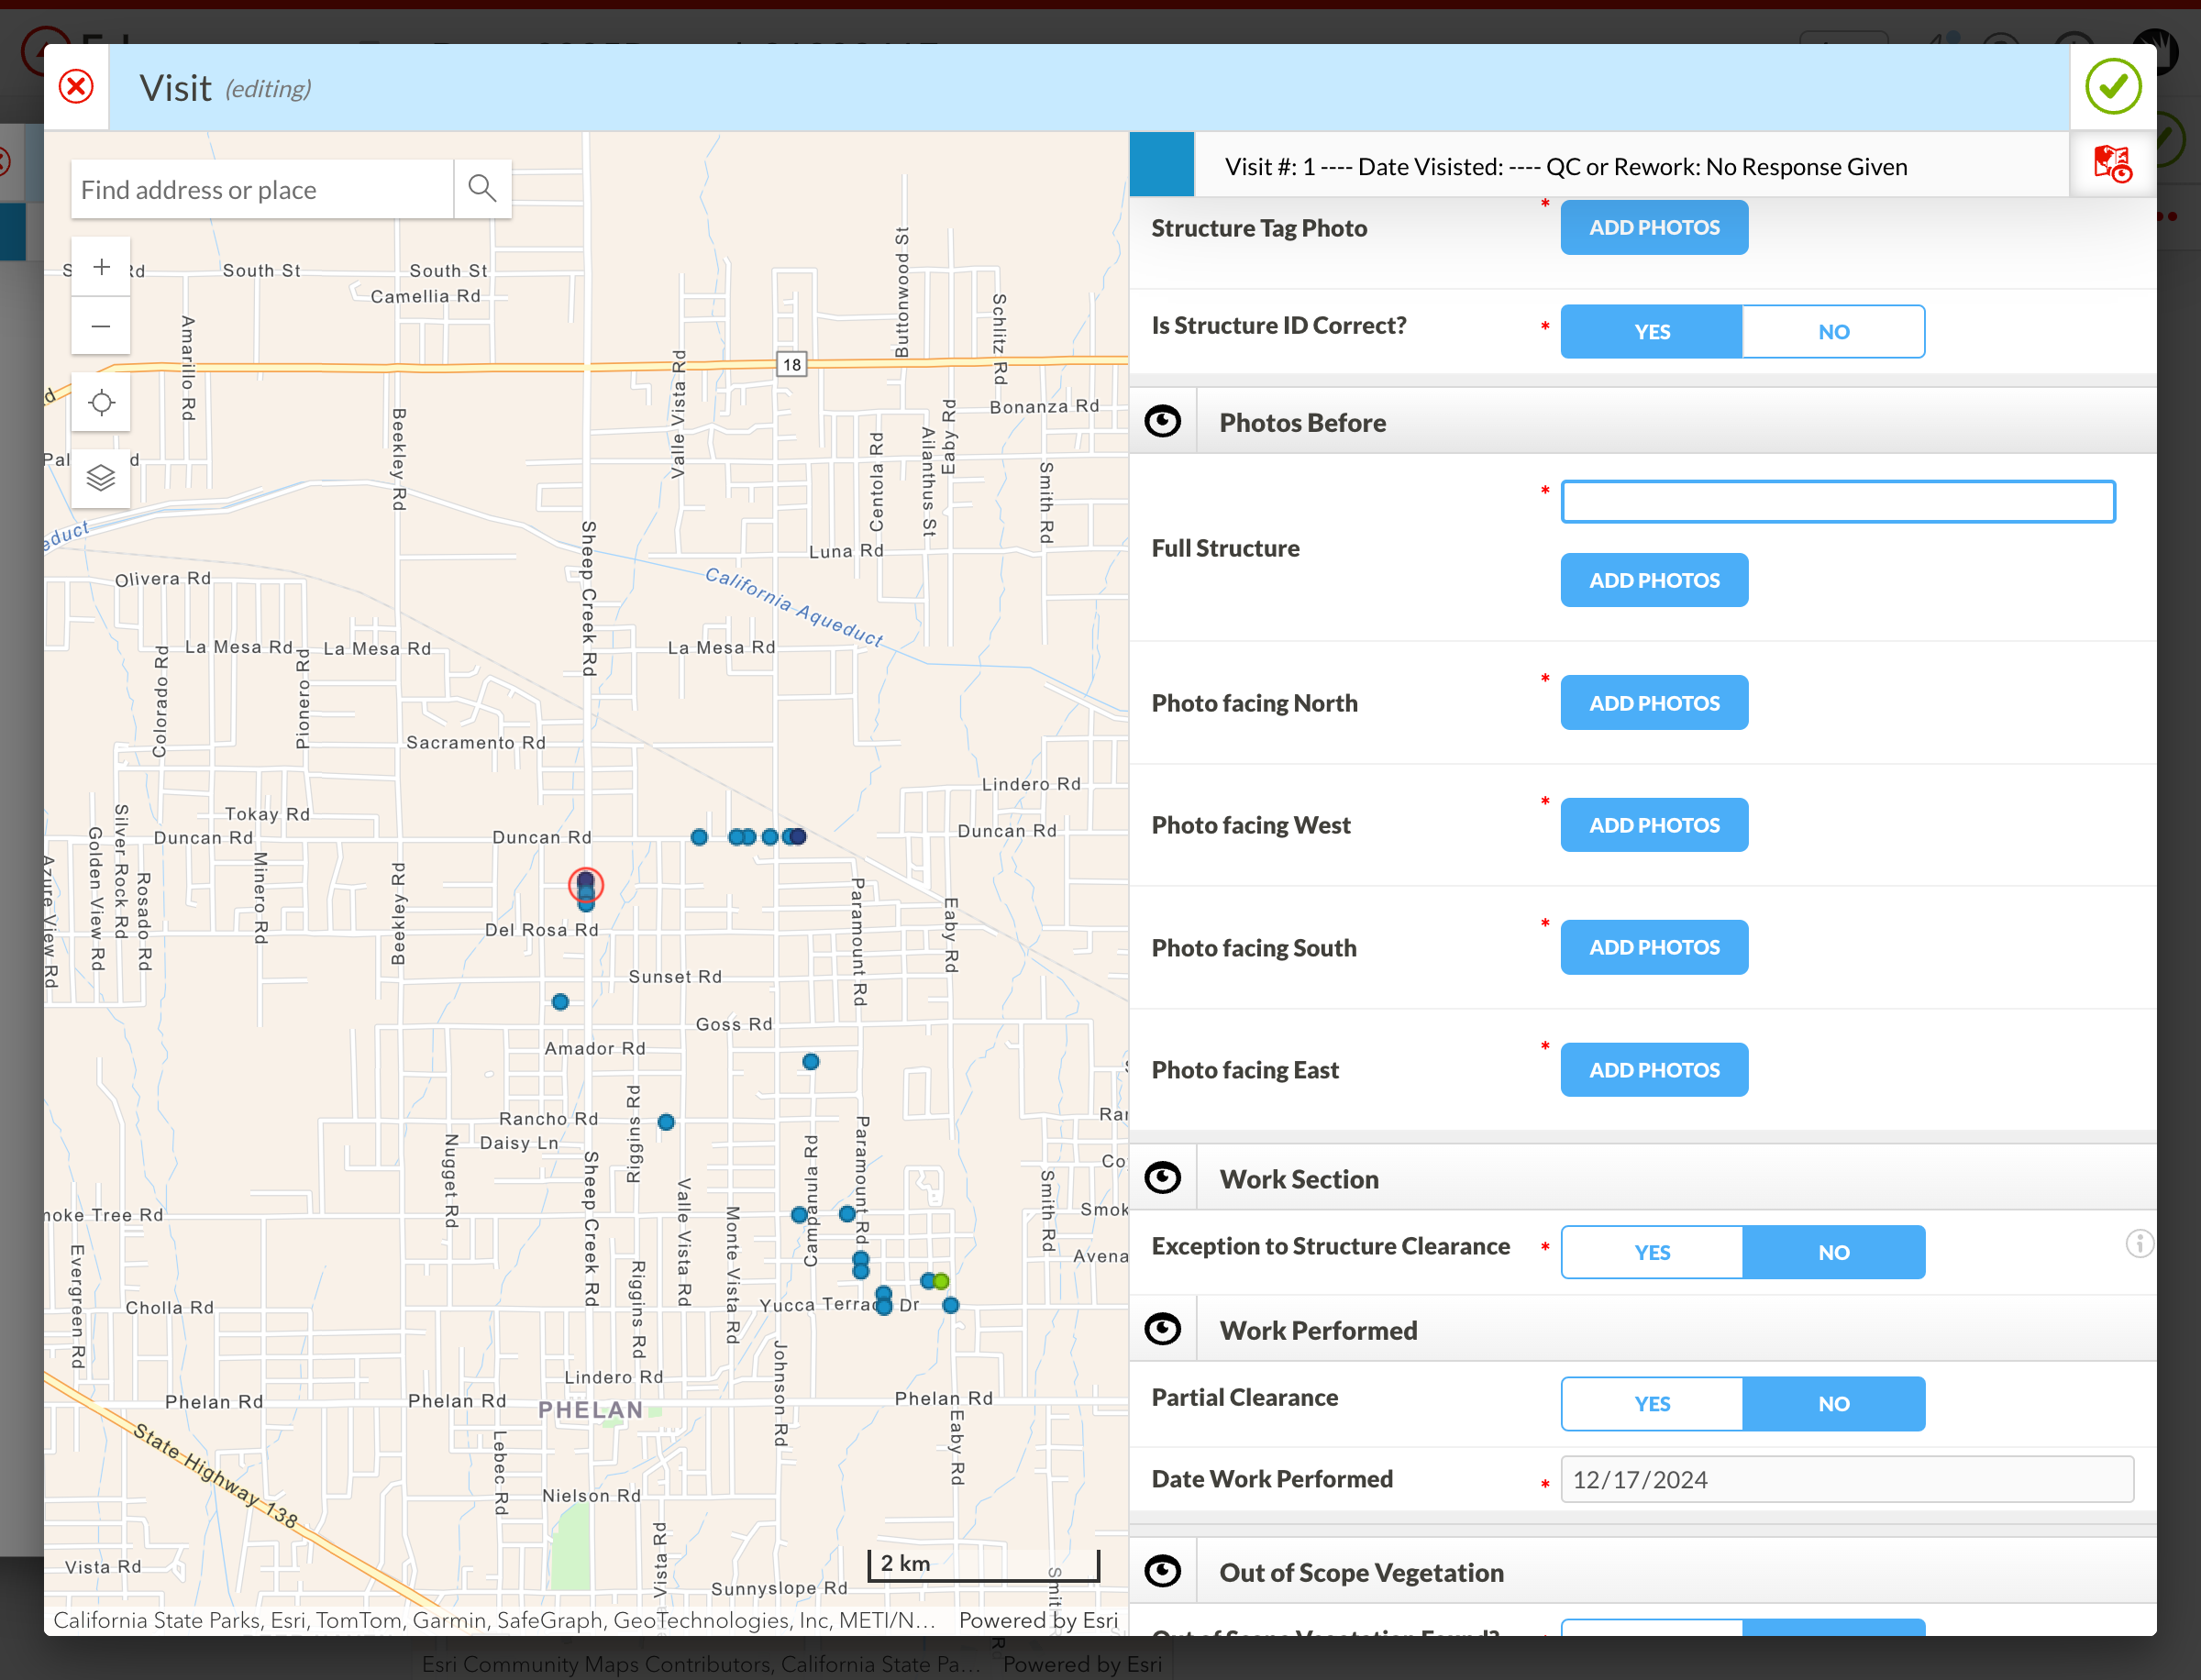 Visit (editing)
Find address or place
Visit #: 1 ---- Date Visisted: ---- QC or Rework: No Response Given
Structure Tag Photo
* ADD PHOTOS
Is Structure ID Correct?
* YES NO
Photos Before
Full Structure
*
ADD PHOTOS
Photo facing North
* ADD PHOTOS
Photo facing West
* ADD PHOTOS
Photo facing South
* ADD PHOTOS
Photo facing East
* ADD PHOTOS
Work Section
Exception to Structure Clearance
* YES NO
Work Performed
Partial Clearance
YES NO
Date Work Performed
* 12/17/2024
Out of Scope Vegetation
Out of Scope Vegetation Found?
South St
South St
Camellia Rd
Amarillo Rd
Beekley Rd
Valle Vista Rd
18
Buttonwood St
Schlitz Rd
Bonanza Rd
Centola Rd
Ailanthus St
Eaby Rd
Smith Rd
Luna Rd
California Aqueduct
Sheep Creek Rd
Olivera Rd
La Mesa Rd
La Mesa Rd
La Mesa Rd
Colorado Rd
Pionero Rd
Sacramento Rd
Lindero Rd
Tokay Rd
Duncan Rd
Duncan Rd
Duncan Rd
Azure View Rd
Golden View Rd
Silver Rock Rd
Rosado Rd
Minero Rd
Beekley Rd
Del Rosa Rd
Paramount Rd
Eaby Rd
Sunset Rd
Goss Rd
Amador Rd
Rancho Rd
Daisy Ln
Riggins Rd
Nugget Rd
Sheep Creek Rd
Valle Vista Rd
Monte Vista Rd
Caughnula Rd
Paramount Rd
Smith Rd
Smok
Avena
moke Tree Rd
Evergreen Rd
Cholla Rd
Riggins Rd
Yucca Terrac Dr
Johnson Rd
Lindero Rd
Phelan Rd
Phelan Rd
Phelan Rd
PHELAN
Eaby Rd
State Highway 138
Lebec Rd
Nielson Rd
Vista Rd
Vista Rd
Sunnyslope Rd
2 km
California State Parks, Esri, TomTom, Garmin, SafeGraph, GeoTechnologies, Inc, METI/N... Powered by Esri
Esri Community Maps Contributors, California State Pa... Powered by Esri